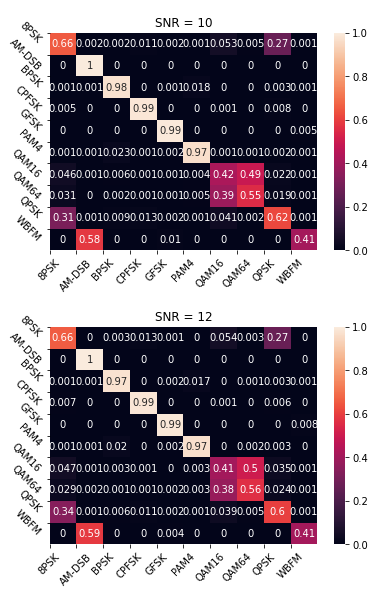 SNR = 10
8PSK 0.66 0.002 0.002 0.011 0.002 0.001 0.053 0.005 0.27 0.001 1.0
AM-DSB 0 1 0 0 0 0 0 0 0 0
BPSK 0.001 0.001 0.98 0 0.001 0.018 0 0 0.003 0.001 0.8
CPFSK 0.005 0 0 0.99 0 0 0.001 0 0.008 0
GFSK 0 0 0 0 0.99 0 0 0 0 0.005 0.6
PAM4 0.001 0.001 0.023 0.001 0 0.97 0.001 0.001 0.002 0.001
QAM16 0.046 0.001 0.006 0.001 0.001 0.004 0.42 0.49 0.022 0.001 0.4
QAM64 0.031 0 0.002 0.001 0.001 0.005 0.39 0.55 0.019 0.001
QPSK 0.31 0.001 0.009 0.013 0.002 0.001 0.041 0.002 0.62 0.001 0.2
WBFM 0 0.58 0 0 0.01 0 0 0 0 0.41
0.0
8PSK AM-DSB BPSK CPFSK GFSK PAM4 QAM16 QAM64 QPSK WBFM
SNR = 12
8PSK 0.66 0 0.003 0.013 0.001 0 0.054 0.002 0.27 0 1.0
AM-DSB 0 1 0 0 0 0 0 0 0 0
BPSK 0.001 0.001 0.97 0 0.002 0.017 0 0.001 0.003 0.001 0.8
CPFSK 0.007 0 0 0.99 0 0 0.001 0 0.006 0
GFSK 0 0 0 0 0.99 0 0 0 0 0.008 0.6
PAM4 0.001 0.001 0.02 0 0 0.97 0 0.002 0.003 0
QAM16 0.047 0.001 0.003 0.001 0 0.003 0.41 0.5 0.035 0.001 0.4
QAM64 0.029 0.002 0.001 0.001 0 0.003 0.38 0.56 0.024 0.001
QPSK 0.34 0 0.006 0.011 0.002 0.001 0.039 0.005 0.6 0.001 0.2
WBFM 0 0.59 0 0 0.004 0 0 0 0 0.41
0.0
8PSK AM-DSB BPSK CPFSK GFSK PAM4 QAM16 QAM64 QPSK WBFM